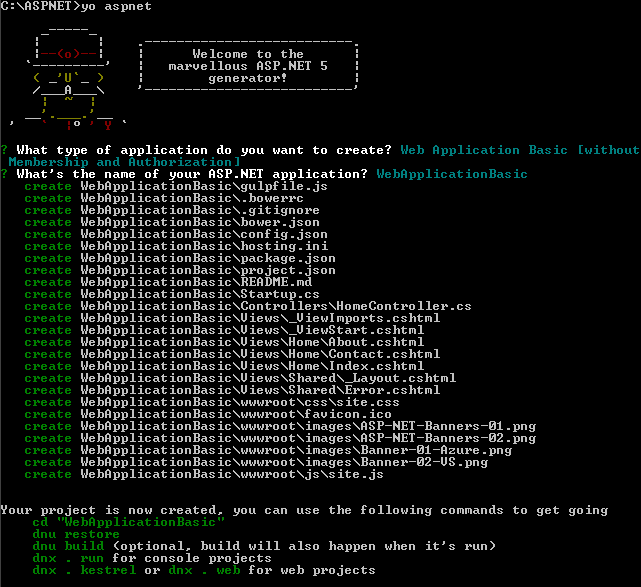 C:\ASPNET>yo aspnet
Welcome to the
marvellous ASP.NET 5
generator!
? What type of application do you want to create? Web Application Basic [without
Membership and Authorization]
? What's the name of your ASP.NET application? WebApplicationBasic
create WebApplicationBasic\gulpfile.js
create WebApplicationBasic\.bowerrc
create WebApplicationBasic\.gitignore
create WebApplicationBasic\bower.json
create WebApplicationBasic\config.json
create WebApplicationBasic\hosting.ini
create WebApplicationBasic\package.json
create WebApplicationBasic\project.json
create WebApplicationBasic\README.md
create WebApplicationBasic\Startup.cs
create WebApplicationBasic\Controllers\HomeController.cs
create WebApplicationBasic\Views\_ViewImports.cshtml
create WebApplicationBasic\Views\_ViewStart.cshtml
create WebApplicationBasic\Views\Home\About.cshtml
create WebApplicationBasic\Views\Home\Contact.cshtml
create WebApplicationBasic\Views\Home\Index.cshtml
create WebApplicationBasic\Views\Shared\_Layout.cshtml
create WebApplicationBasic\Views\Shared\Error.cshtml
create WebApplicationBasic\wwwroot\css\site.css
create WebApplicationBasic\wwwroot\favicon.ico
create WebApplicationBasic\wwwroot\images\ASP-NET-Banners-01.png
create WebApplicationBasic\wwwroot\images\ASP-NET-Banners-02.png
create WebApplicationBasic\wwwroot\images\Banner-01-Azure.png
create WebApplicationBasic\wwwroot\images\Banner-02-VS.png
create WebApplicationBasic\wwwroot\js\site.js
Your project is now created, you can use the following commands to get going
cd "WebApplicationBasic"
dnu restore
dnu build (optional, build will also happen when it's run)
dnx . run for console projects
dnx . kestrel or dnx . web for web projects